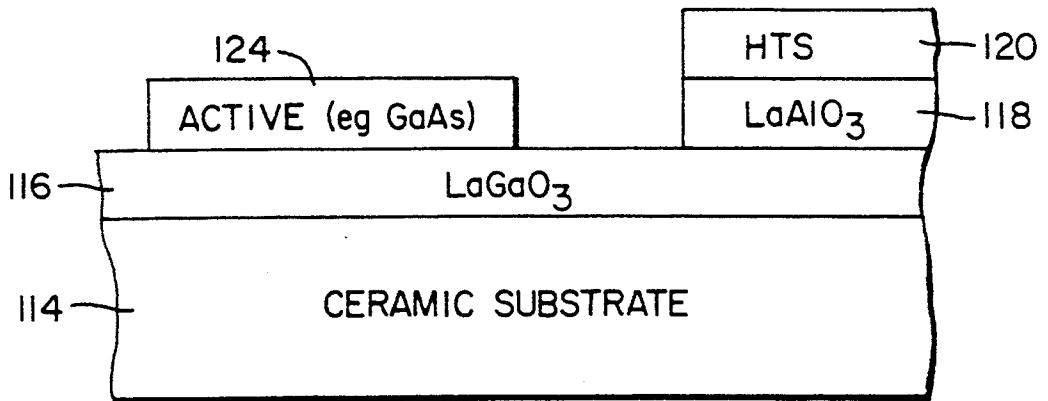 124
HTS
120
ACTIVE (eg GaAs)
LaAlO3
118
116
LaGaO3
114
CERAMIC SUBSTRATE